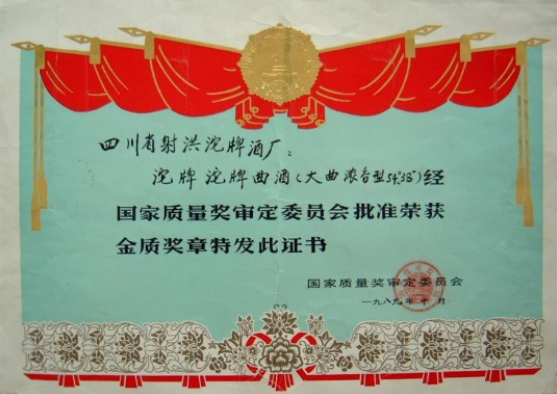 四川省射洪沱牌酒厂：
沱牌 沱牌曲酒(大曲浓香型54°38°)经
国家质量奖审定委员会批准荣获
金质奖章特发此证书
国家质量奖审定委员会
一九八九年十月